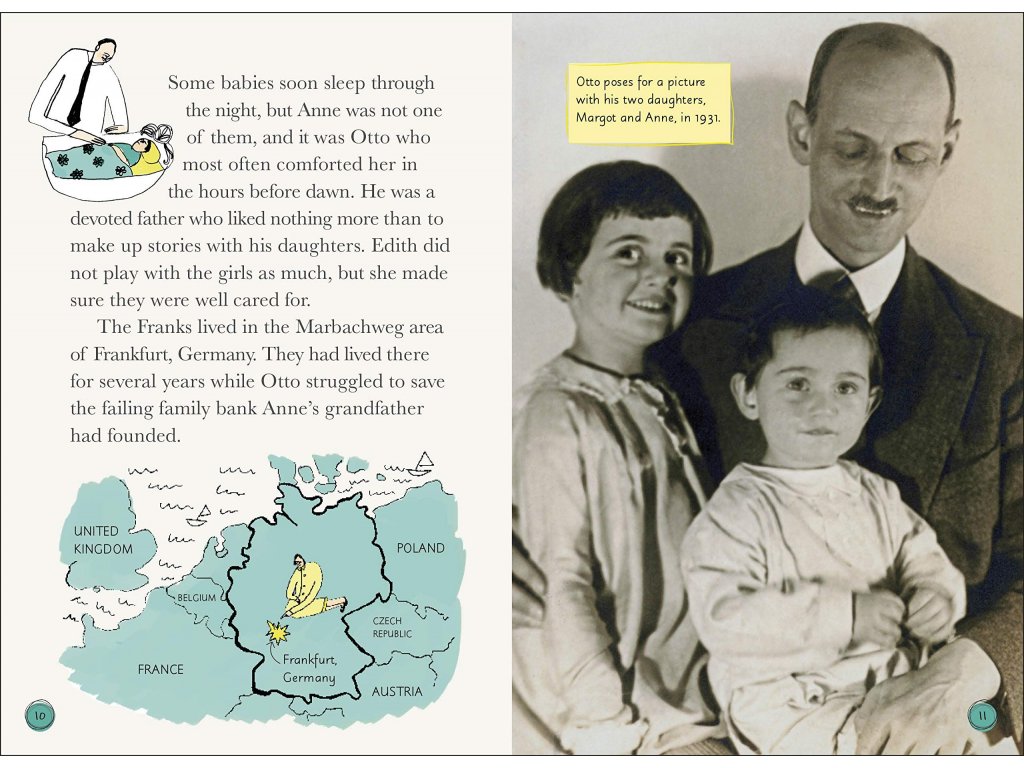 Some babies soon sleep through
the night, but Anne was not one
of them, and it was Otto who
most often comforted her in
the hours before dawn. He was a
devoted father who liked nothing more than to
make up stories with his daughters. Edith did
not play with the girls as much, but she made
sure they were well cared for.
The Franks lived in the Marbachweg area
of Frankfurt, Germany. They had lived there
for several years while Otto struggled to save
the failing family bank Anne’s grandfather
had founded.
UNITED
KINGDOM
POLAND
BELGIUM
CZECH
REPUBLIC
FRANCE
Frankfurt,
Germany
AUSTRIA
10
Otto poses for a picture
with his two daughters,
Margot and Anne, in 1931.
11